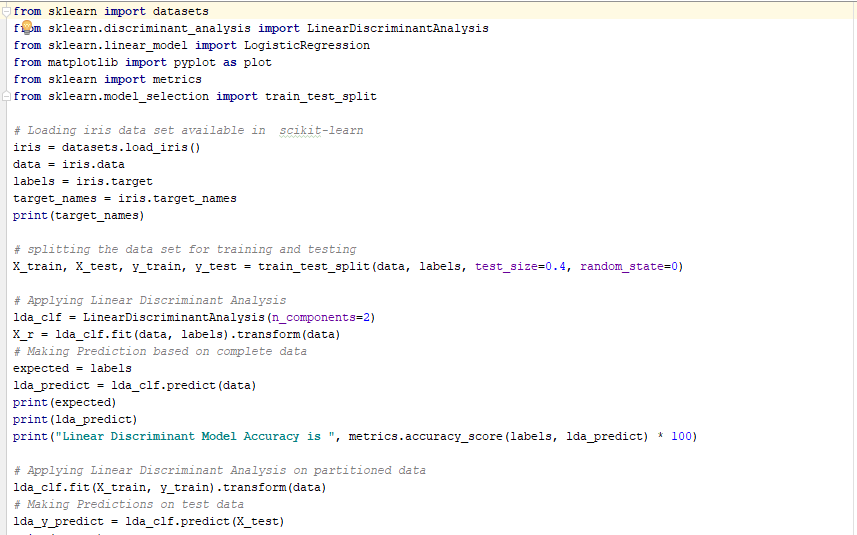 from sklearn import datasets
from sklearn.discriminant_analysis import LinearDiscriminantAnalysis
from sklearn.linear_model import LogisticRegression
from matplotlib import pyplot as plot
from sklearn import metrics
from sklearn.model_selection import train_test_split
# Loading iris data set available in  scikit-learn
iris = datasets.load_iris()
data = iris.data
labels = iris.target
target_names = iris.target_names
print(target_names)
# splitting the data set for training and testing
X_train, X_test, y_train, y_test = train_test_split(data, labels, test_size=0.4, random_state=0)
# Applying Linear Discriminant Analysis
lda_clf = LinearDiscriminantAnalysis(n_components=2)
X_r = lda_clf.fit(data, labels).transform(data)
# Making Prediction based on complete data
expected = labels
lda_predict = lda_clf.predict(data)
print(expected)
print(lda_predict)
print("Linear Discriminant Model Accuracy is ", metrics.accuracy_score(labels, lda_predict) * 100)
# Applying Linear Discriminant Analysis on partitioned data
lda_clf.fit(X_train, y_train).transform(data)
# Making Predictions on test data
lda_y_predict = lda_clf.predict(X_test)